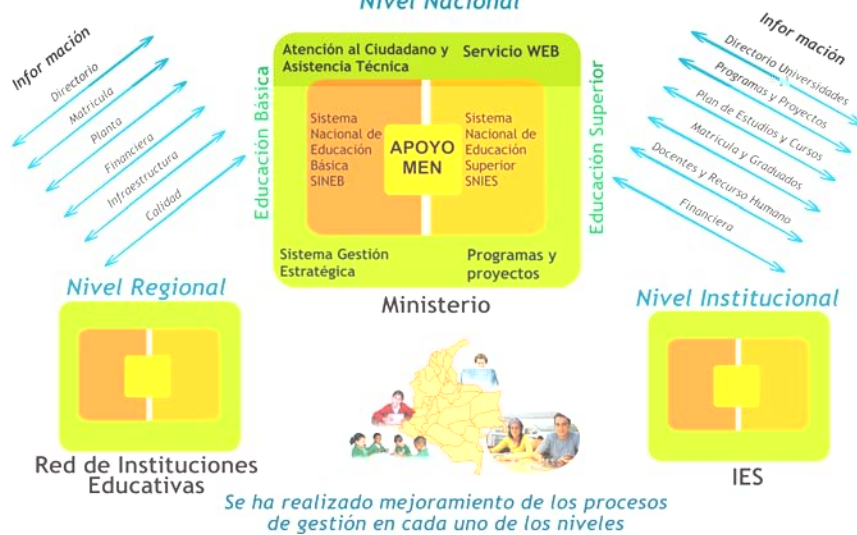 Nivel Nacional
Infor mación
Directorio
Matricula
Planta
Financiera
Infraestructura
Calidad
Educación Básica
Atención al Ciudadano y
Asistencia Técnica
Servicio WEB
Sistema
Nacional de
Educación
Básica
SINEB
APOYO
MEN
Sistema
Nacional de
Educación
Superior
SNIES
Sistema Gestión
Estratégica
Programas y
proyectos
Educación Superior
Ministerio
Infor mación
Directorio Universidades
Programas y Proyectos
Plan de Estudios y Cursos
Matricula y Graduados
Docentes y Recurso Humano
Financiera
Nivel Regional
Red de Instituciones
Educativas
Nivel Institucional
IES
Se ha realizado mejoramiento de los procesos
de gestión en cada uno de los niveles